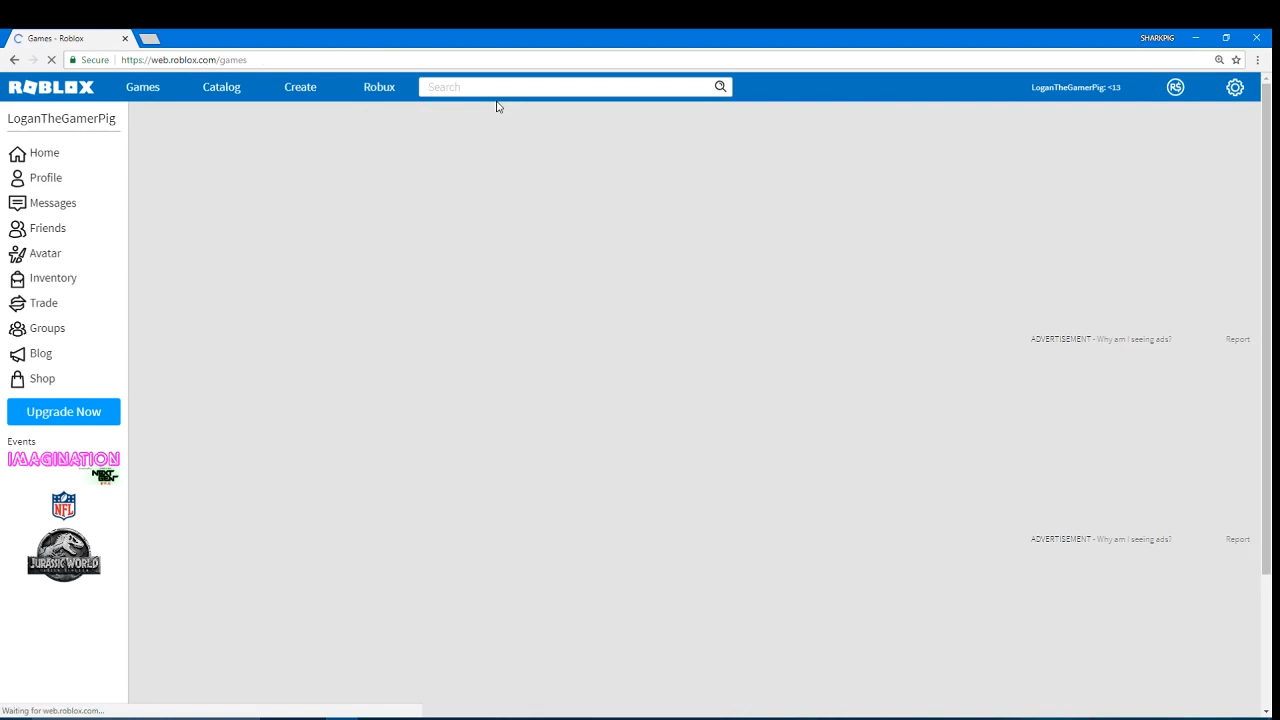 Games - Roblox
SHARKPIG
Secure
https://web.roblox.com/games
ROBLOX
Games
Catalog
Create
Robux
Search
LoganTheGamerPig: <13
R$
LoganTheGamerPig
Home
Profile
Messages
Friends
Avatar
Inventory
Trade
Groups
Blog
Shop
Upgrade Now
Events
IMAGINATION
NEXT
GEN
NFL
JURASSIC WORLD
ADVERTISEMENT - Why am I seeing ads?
Report
ADVERTISEMENT - Why am I seeing ads?
Report
Waiting for web.roblox.com...